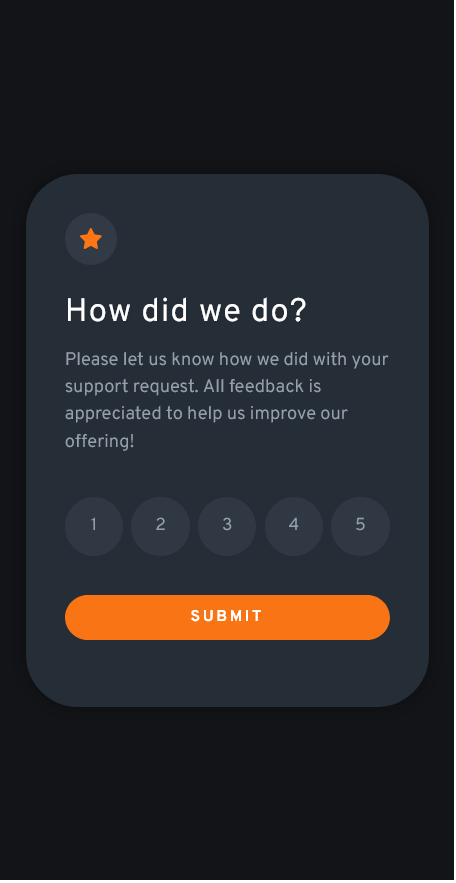 How did we do?
Please let us know how we did with your
support request. All feedback is
appreciated to help us improve our
offering!
1 2 3 4 5
SUBMIT